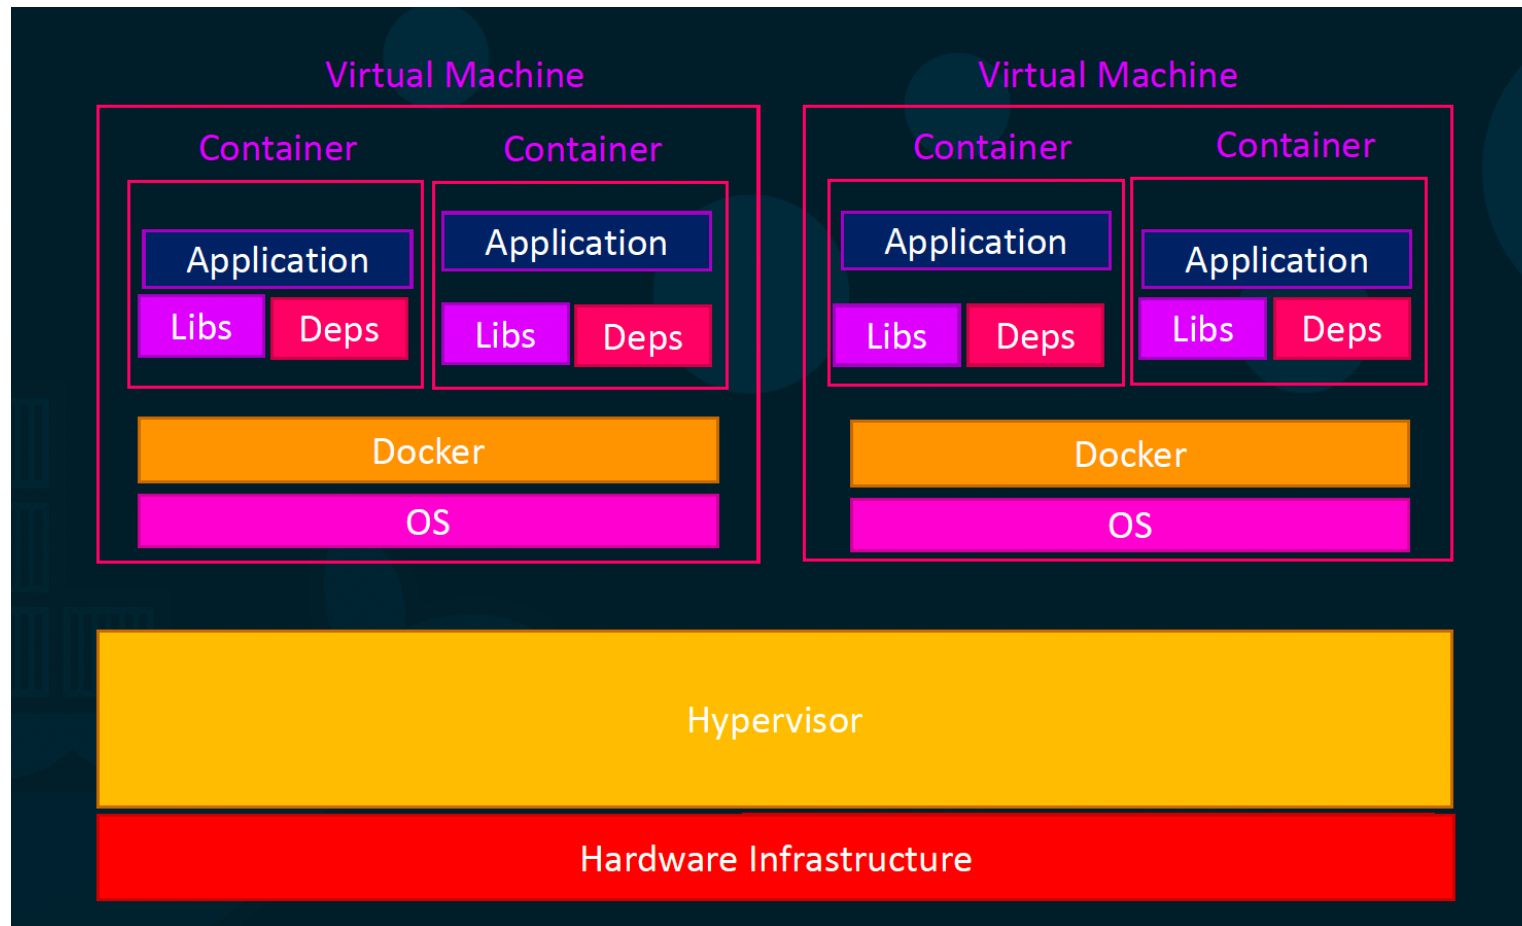 Virtual Machine
Container
Container
Application
Libs
Deps
Application
Libs
Deps
Docker
OS
Virtual Machine
Container
Container
Application
Libs
Deps
Application
Libs
Deps
Docker
OS
Hypervisor
Hardware Infrastructure